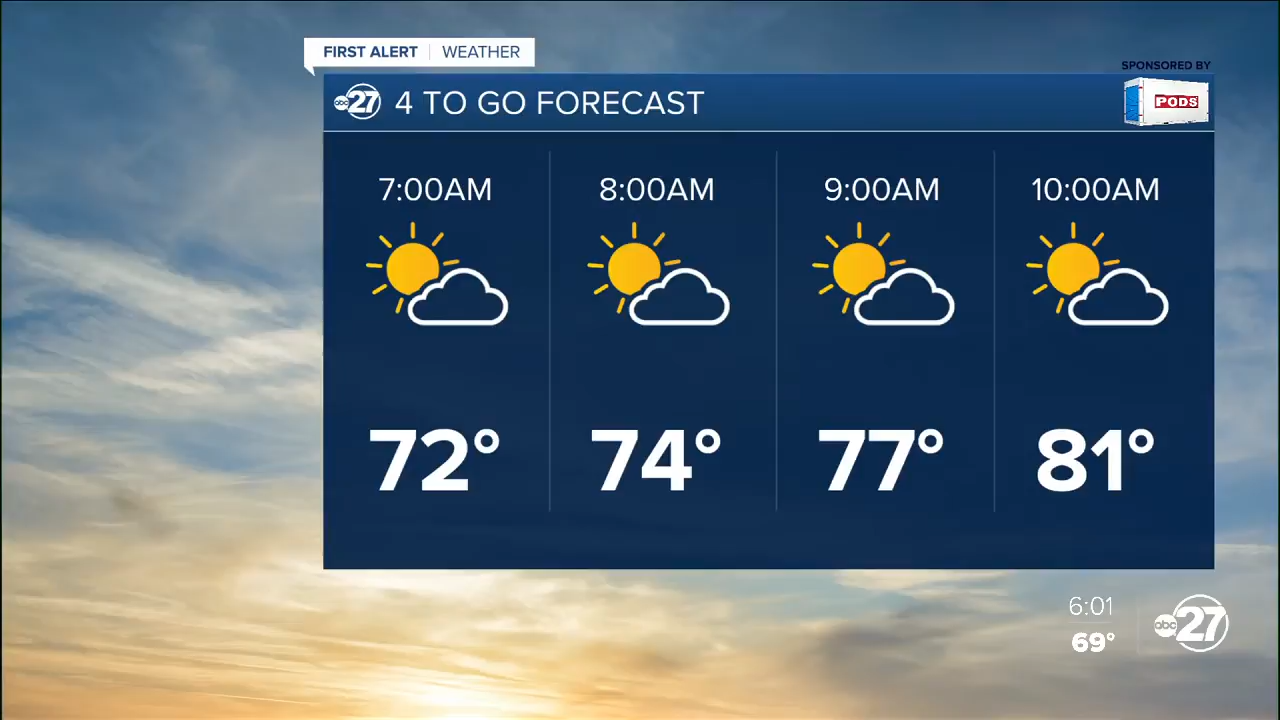 FIRST ALERT WEATHER
SPONSORED BY
PODS
abc 27 4 TO GO FORECAST
7:00AM 8:00AM 9:00AM 10:00AM
72° 74° 77° 81°
6:01
69°
abc 27